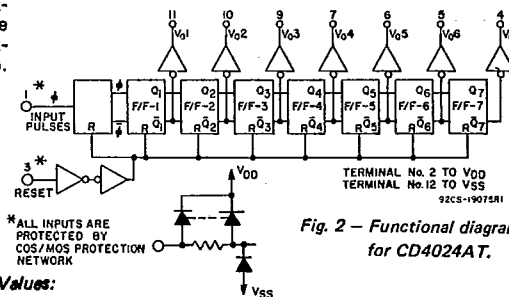 11 10 9 7 6 5 4
Vo1 Vo2 Vo3 Vo4 Vo5 Vo6
1 * ϕ
INPUT
PULSES
ϕ
ϕ̄
R
Q1 Q2 Q3 Q4 Q5 Q6 Q7
F/F-1 F/F-2 F/F-3 F/F-4 F/F-5 F/F-6 F/F-7
Q̄1 Q̄2 Q̄3 Q̄4 Q̄5 Q̄6 Q̄7
R R R R R R R
3 *
RESET
TERMINAL No. 2 TO VDD
TERMINAL No. 12 TO VSS
92CS-19075R1
VDD
*ALL INPUTS ARE
PROTECTED BY
COS/MOS PROTECTION
NETWORK
VSS
Fig. 2 – Functional diagram
for CD4024AT.
Values: